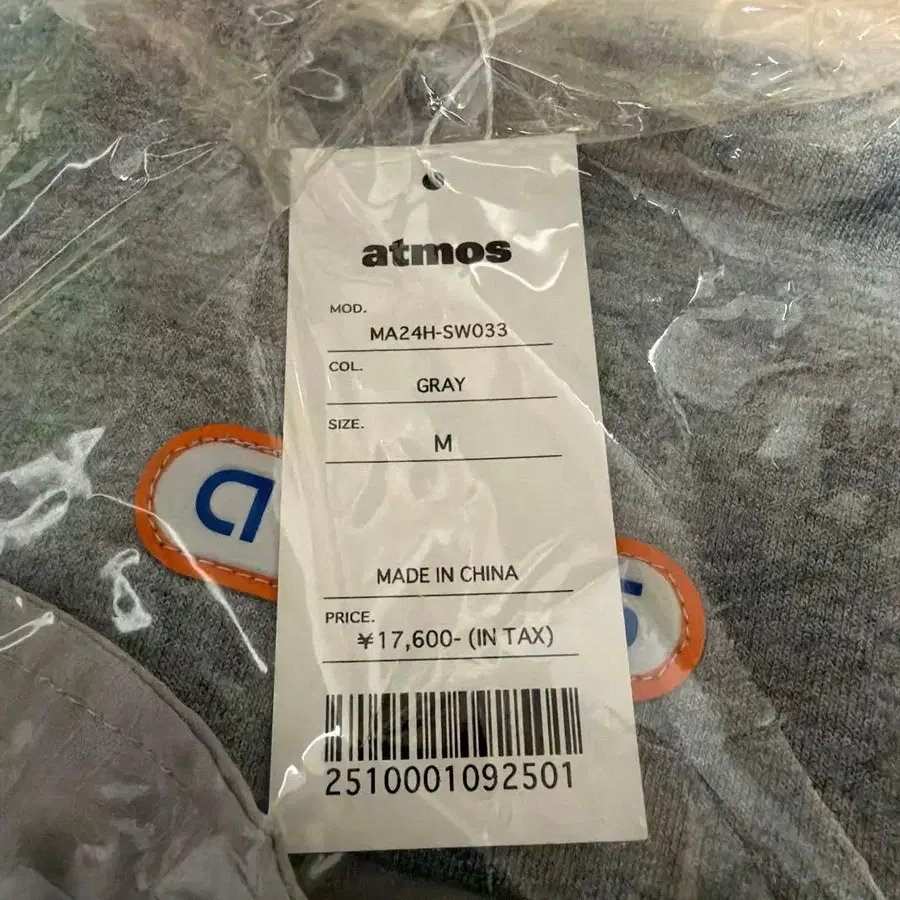 atmos
MOD.
MA24H-SW033
COL.
GRAY
SIZE.
M
MADE IN CHINA
PRICE.
¥17,600- (IN TAX)
2510001092501
a
s